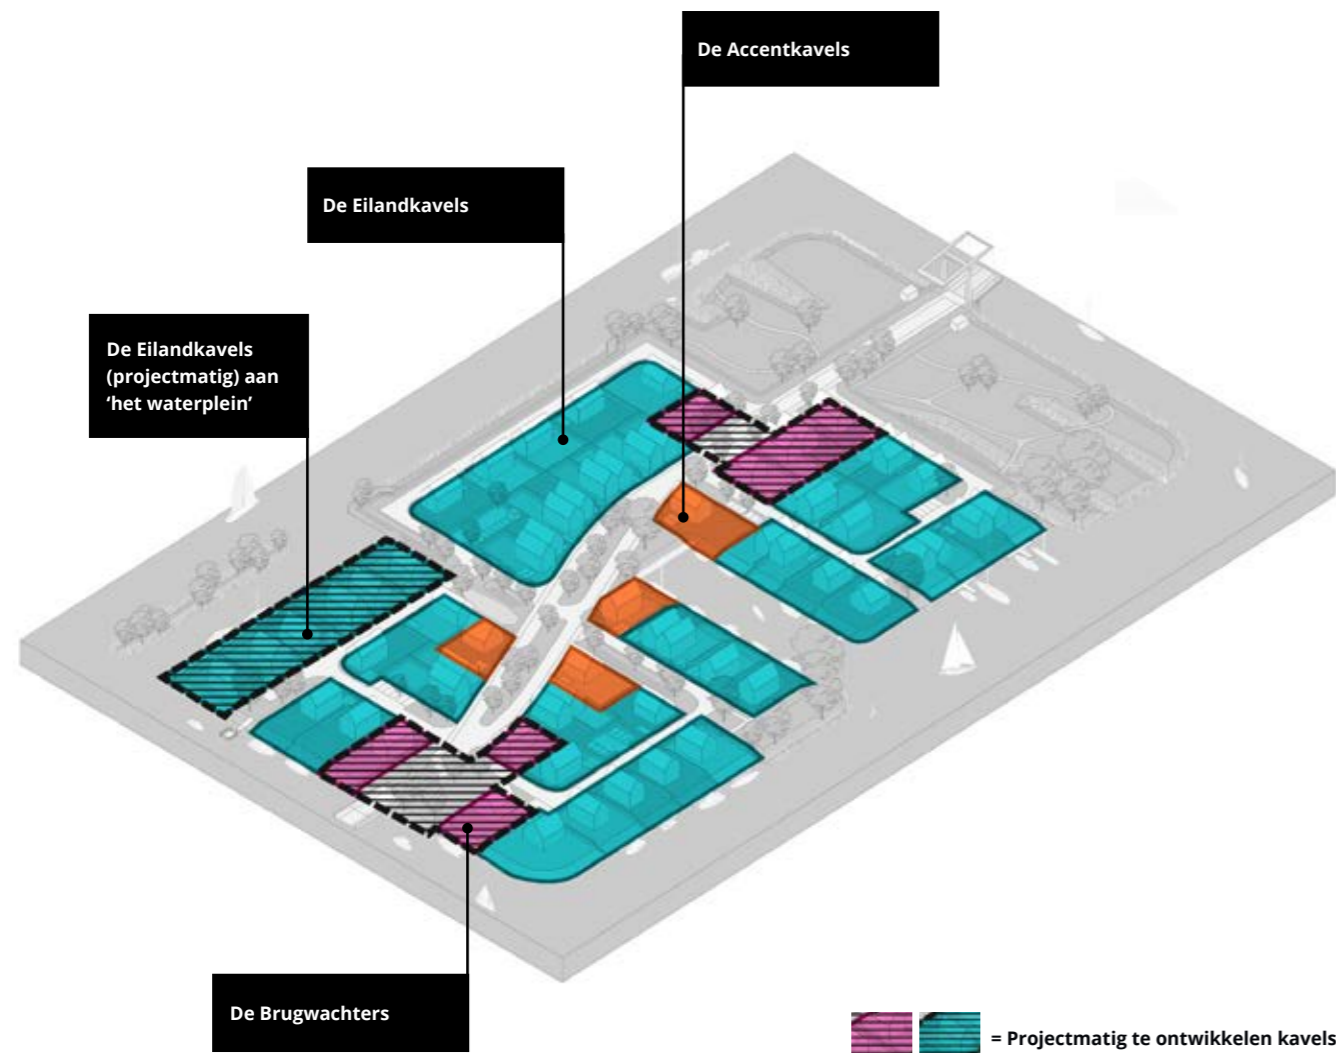 De Accentkavels
De Eilandkavels
De Eilandkavels
(projectmatig) aan
‘het waterplein’
De Brugwachters
= Projectmatig te ontwikkelen kavels